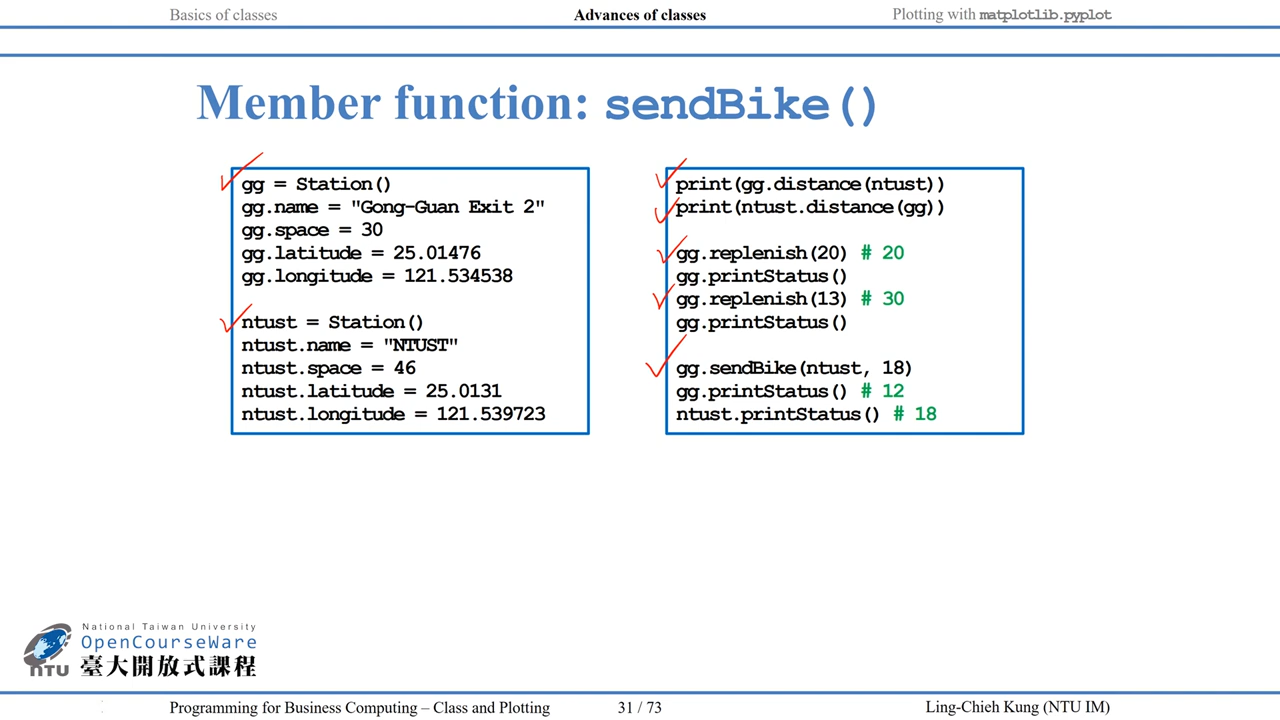 Basics of classes
Advances of classes
Plotting with matplotlib.pyplot
Member function: sendBike()
gg = Station()
gg.name = "Gong-Guan Exit 2"
gg.space = 30
gg.latitude = 25.01476
gg.longitude = 121.534538
ntust = Station()
ntust.name = "NTUST"
ntust.space = 46
ntust.latitude = 25.0131
ntust.longitude = 121.539723
print(gg.distance(ntust))
print(ntust.distance(gg))
gg.replenish(20) # 20
gg.printStatus()
gg.replenish(13) # 30
gg.printStatus()
gg.sendBike(ntust, 18)
gg.printStatus() # 12
ntust.printStatus() # 18
National Taiwan University
OpenCourseWare
NTU 臺大開放式課程
Programming for Business Computing – Class and Plotting
31 / 73
Ling-Chieh Kung (NTU IM)